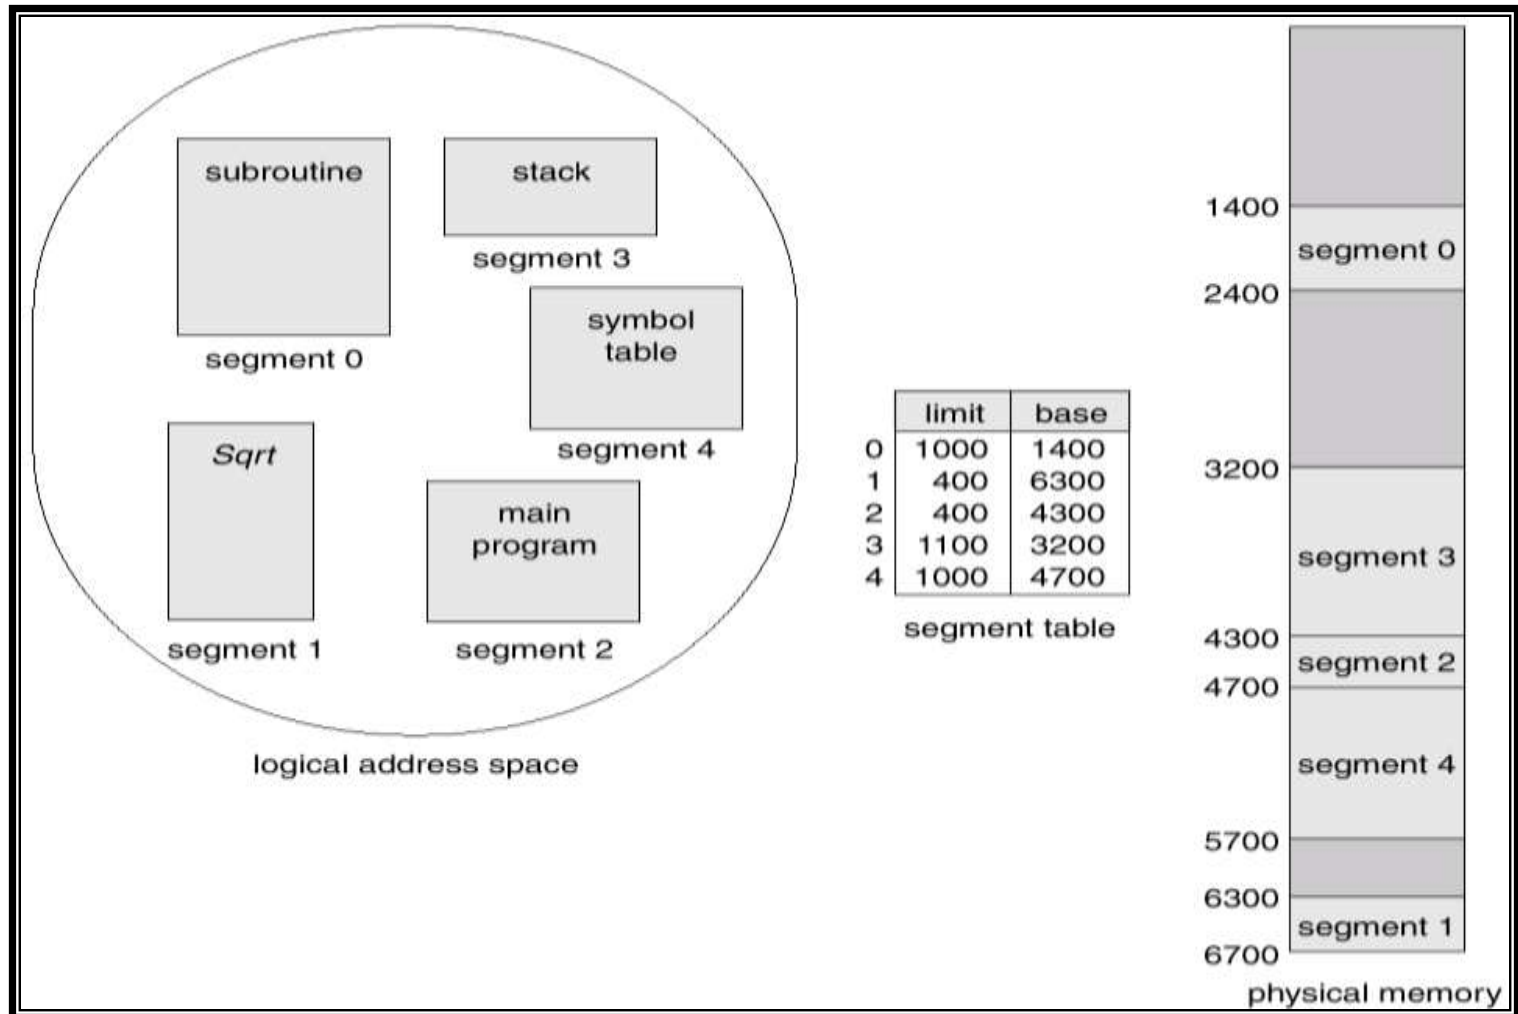 subroutine
segment 0
stack
segment 3
symbol
table
segment 4
Sqrt
segment 1
main
program
segment 2
logical address space
limit base
0 1000 1400
1 400 6300
2 400 4300
3 1100 3200
4 1000 4700
segment table
1400
segment 0
2400
3200
segment 3
4300
segment 2
4700
segment 4
5700
6300
segment 1
6700
physical memory